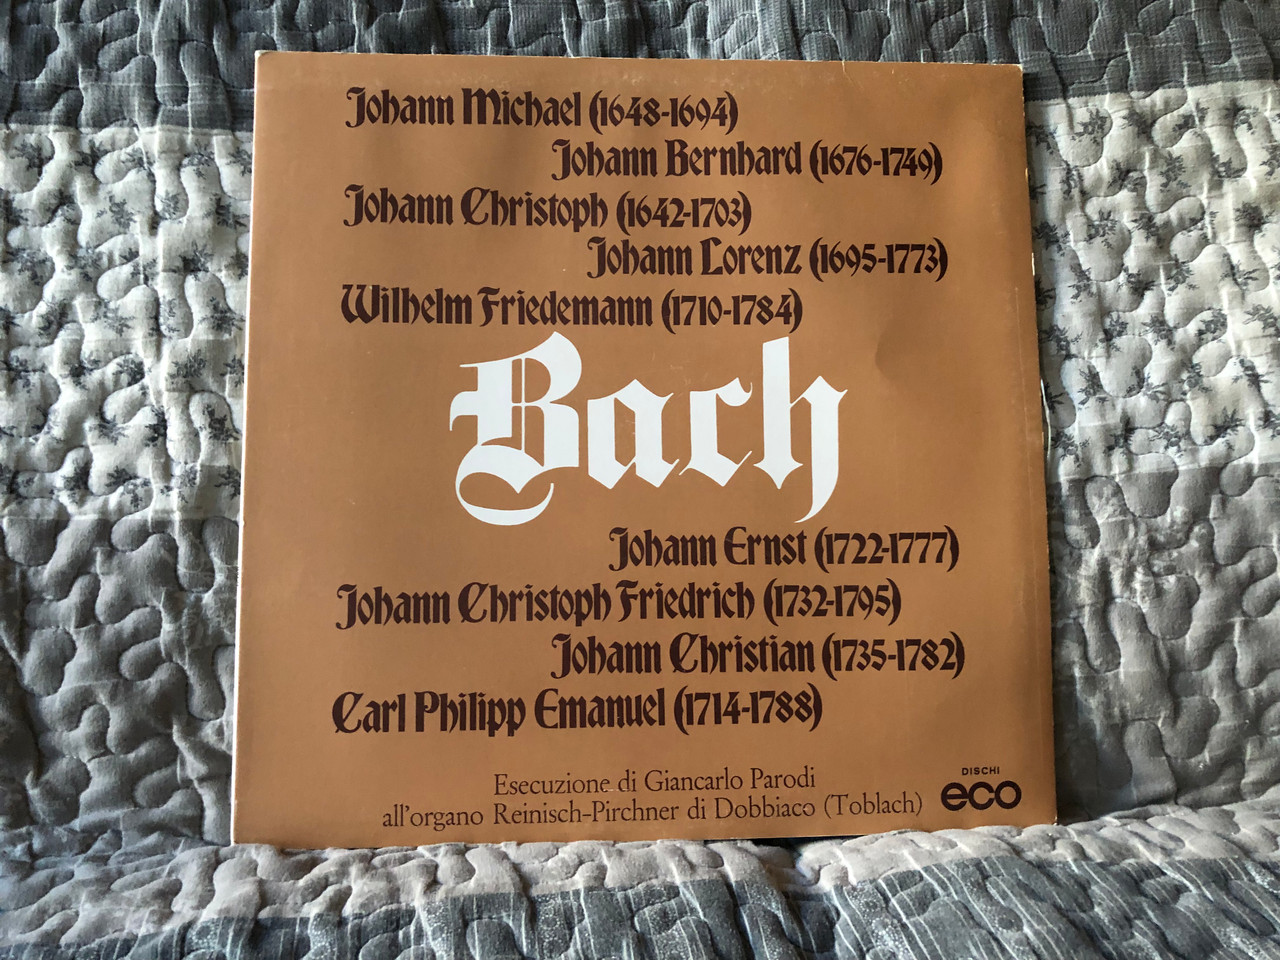 Johann Michael (1648-1694)
Johann Bernhard (1676-1749)
Johann Christoph (1642-1703)
Johann Lorenz (1695-1773)
Wilhelm Friedemann (1710-1784)
Bach
Johann Ernst (1722-1777)
Johann Christoph Friedrich (1732-1795)
Johann Christian (1735-1782)
Carl Philipp Emanuel (1714-1788)
Esecuzione di Giancarlo Parodi
all'organo Reinisch-Pirchner di Dobbiaco (Toblach)
DISCHI
eco